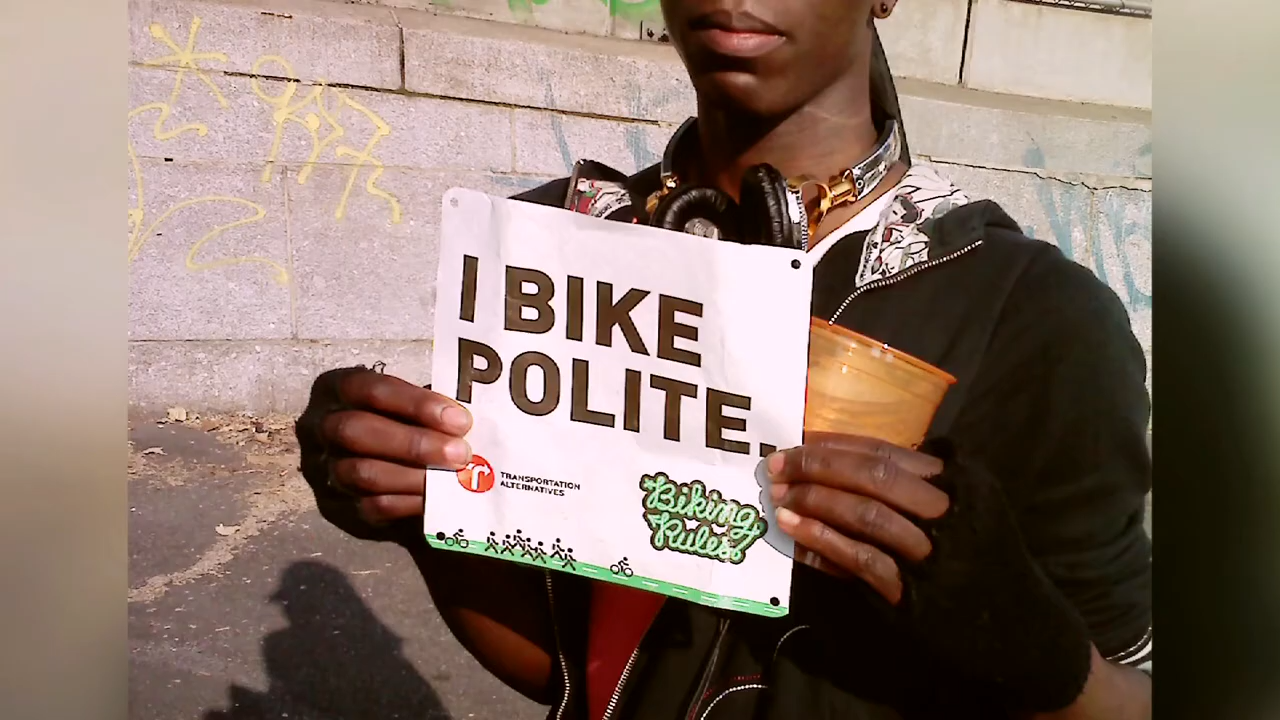 I BIKE
POLITE.
TRANSPORTATION
ALTERNATIVES
Biking
Rules